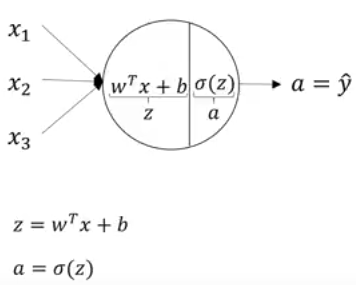 x₁
x₂
x₃
wᵀx + b
z
σ(z)
a
a = ŷ
z = wᵀx + b
a = σ(z)